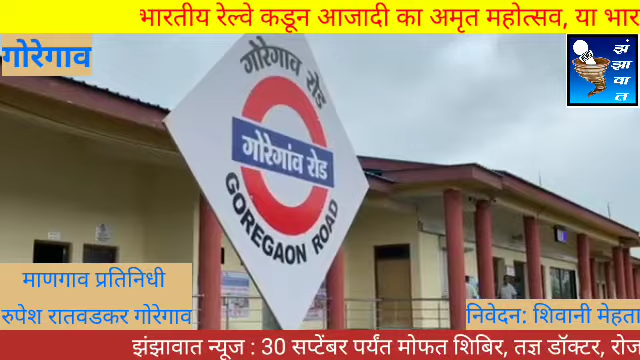 भारतीय रेल्वे कडून आजादी का अमृत महोत्सव, या भार
गोरेगाव
झंझावात
गोरेगाव रोड
गोरेगांव रोड
GOREGAON ROAD
माणगाव प्रतिनिधी
रुपेश रातवडकर गोरेगाव
निवेदन: शिवानी मेहता
झंझावात न्यूज : 30 सप्टेंबर पर्यंत मोफत शिबिर, तज्ञ डॉक्टर, रोज